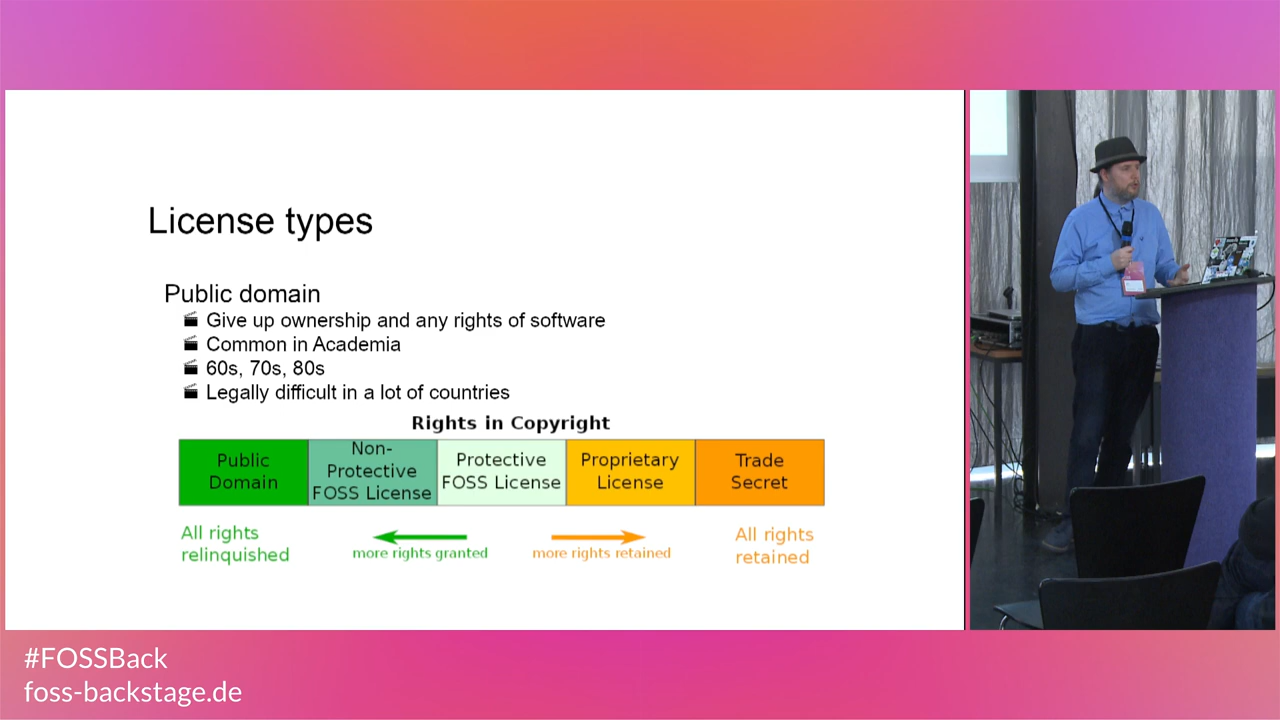 License types
Public domain
Give up ownership and any rights of software
Common in Academia
60s, 70s, 80s
Legally difficult in a lot of countries
Rights in Copyright
Public
Domain
Non-
Protective
FOSS License
Protective
FOSS License
Proprietary
License
Trade
Secret
All rights
relinquished
more rights granted
more rights retained
All rights
retained
#FOSSBack
foss-backstage.de